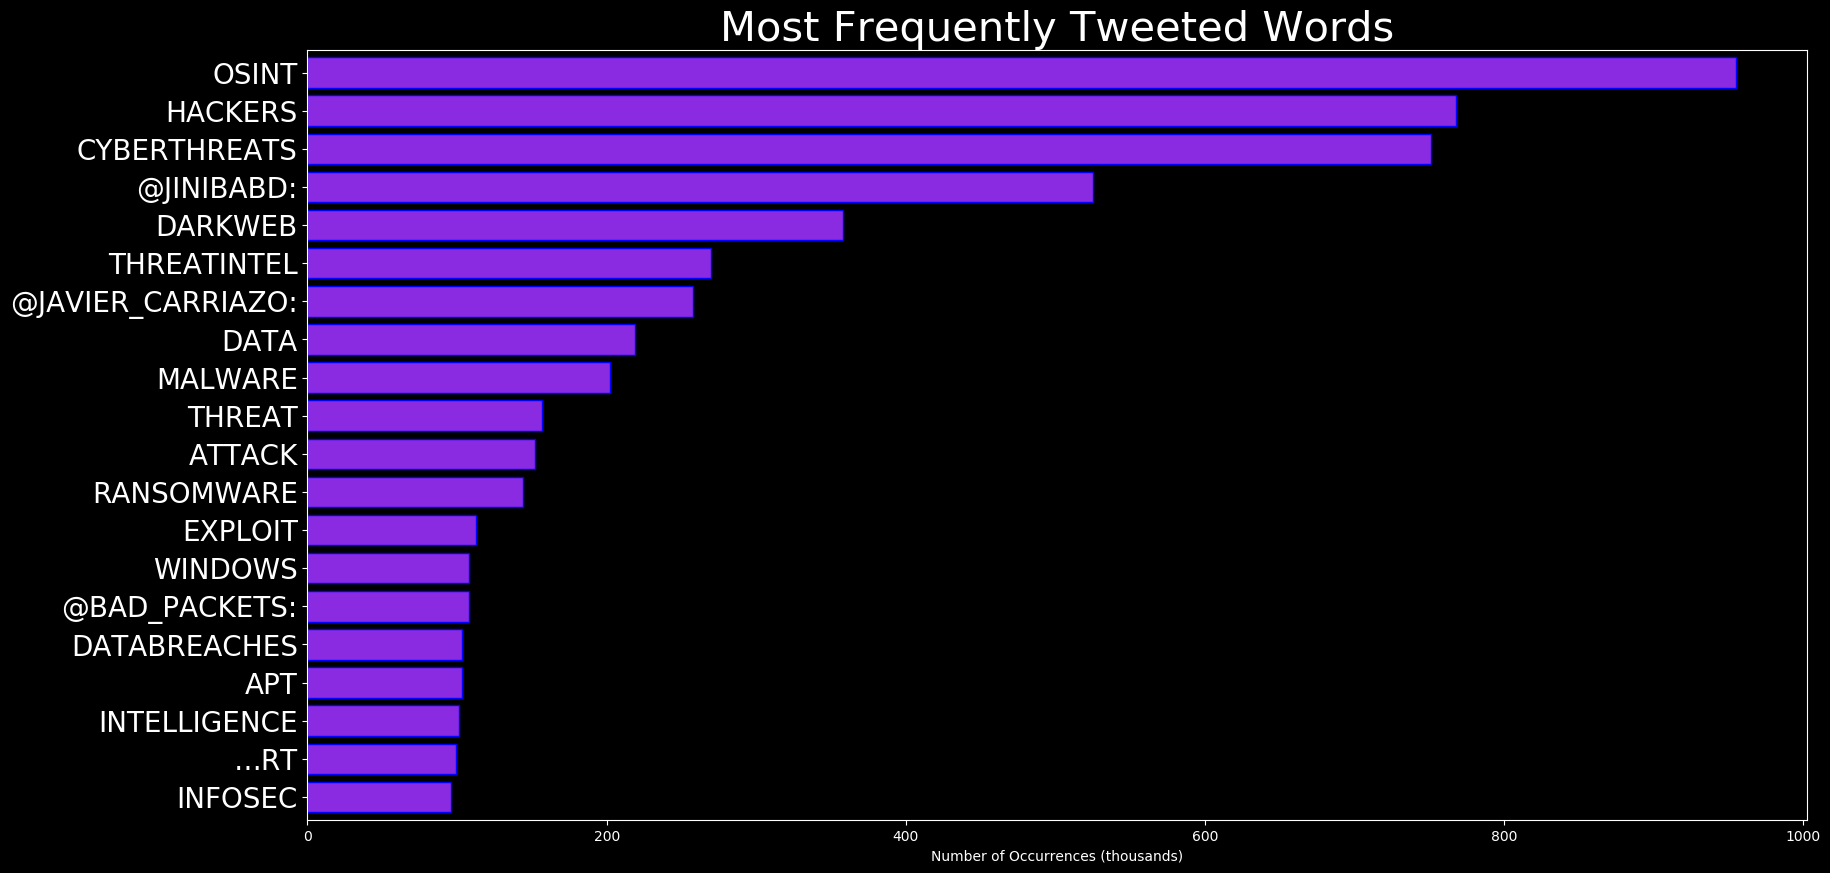 Most Frequently Tweeted Words
OSINT
HACKERS
CYBERTHREATS
@JINIBABD:
DARKWEB
THREATINTEL
@JAVIER_CARRIAZO:
DATA
MALWARE
THREAT
ATTACK
RANSOMWARE
EXPLOIT
WINDOWS
@BAD_PACKETS:
DATABREACHES
APT
INTELLIGENCE
…RT
INFOSEC
0 200 400 600 800 1000
Number of Occurrences (thousands)